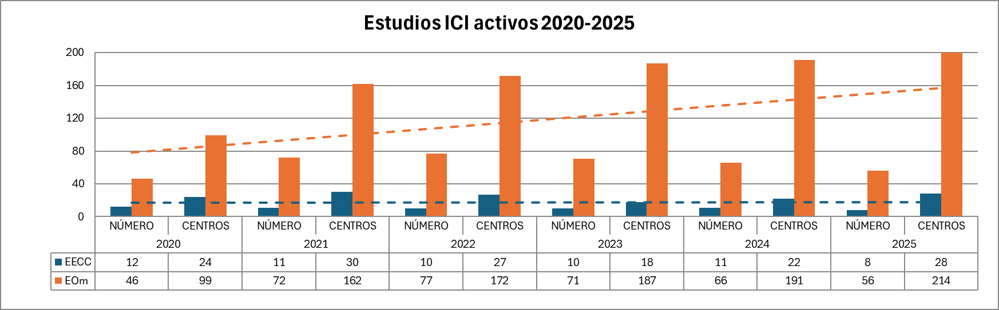 Estudios ICI activos 2020-2025
200
160
120
80
40
0
NÚMERO CENTROS NÚMERO CENTROS NÚMERO CENTROS NÚMERO CENTROS NÚMERO CENTROS NÚMERO CENTROS
2020 2021 2022 2023 2024 2025
EECC 12 24 11 30 10 27 10 18 11 22 8 28
EOm 46 99 72 162 77 172 71 187 66 191 56 214